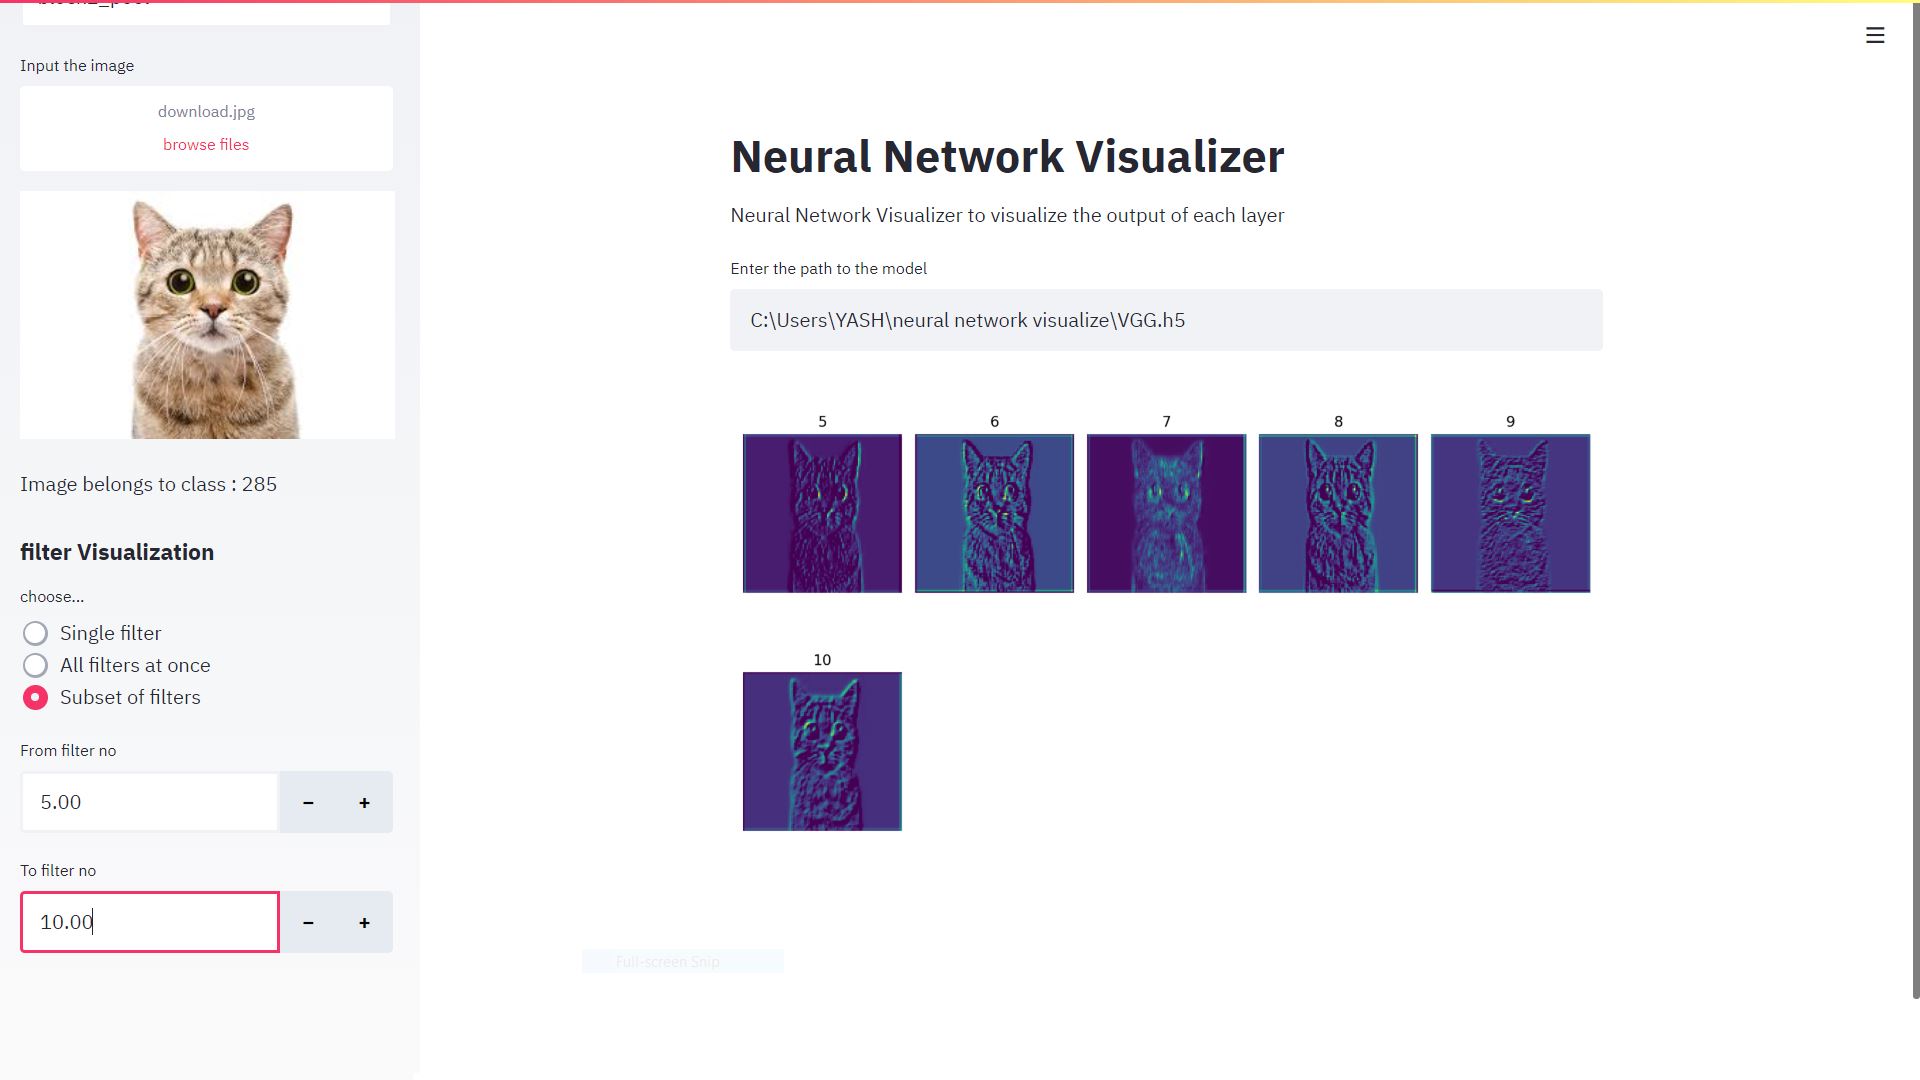 Input the image
download.jpg
browse files
Image belongs to class : 285
filter Visualization
choose...
Single filter
All filters at once
Subset of filters
From filter no
5.00
−
+
To filter no
10.00
−
+
Neural Network Visualizer
Neural Network Visualizer to visualize the output of each layer
Enter the path to the model
C:\Users\YASH\neural network visualize\VGG.h5
5
6
7
8
9
10
Full-screen Snip